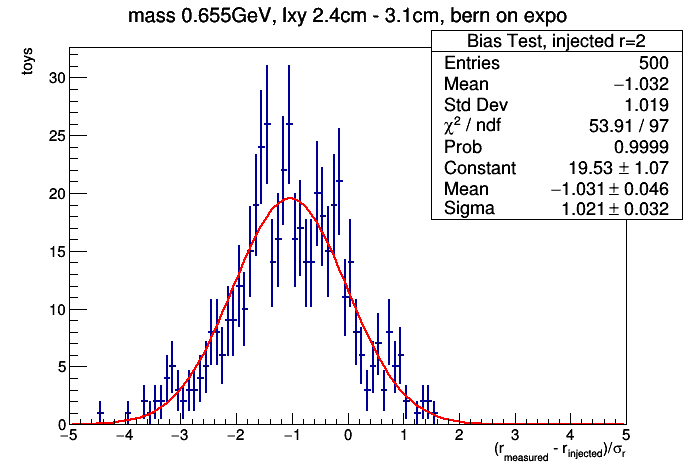 mass 0.655GeV, lxy 2.4cm - 3.1cm, bern on expo
toys
Bias Test, injected r=2
Entries 500
Mean −1.032
Std Dev 1.019
χ² / ndf 53.91 / 97
Prob 0.9999
Constant 19.53 ± 1.07
Mean −1.031 ± 0.046
Sigma 1.021 ± 0.032
30
25
20
15
10
5
0
−5 −4 −3 −2 −1 0 1 2 3 4 5
(r_measured - r_injected)/σ_r